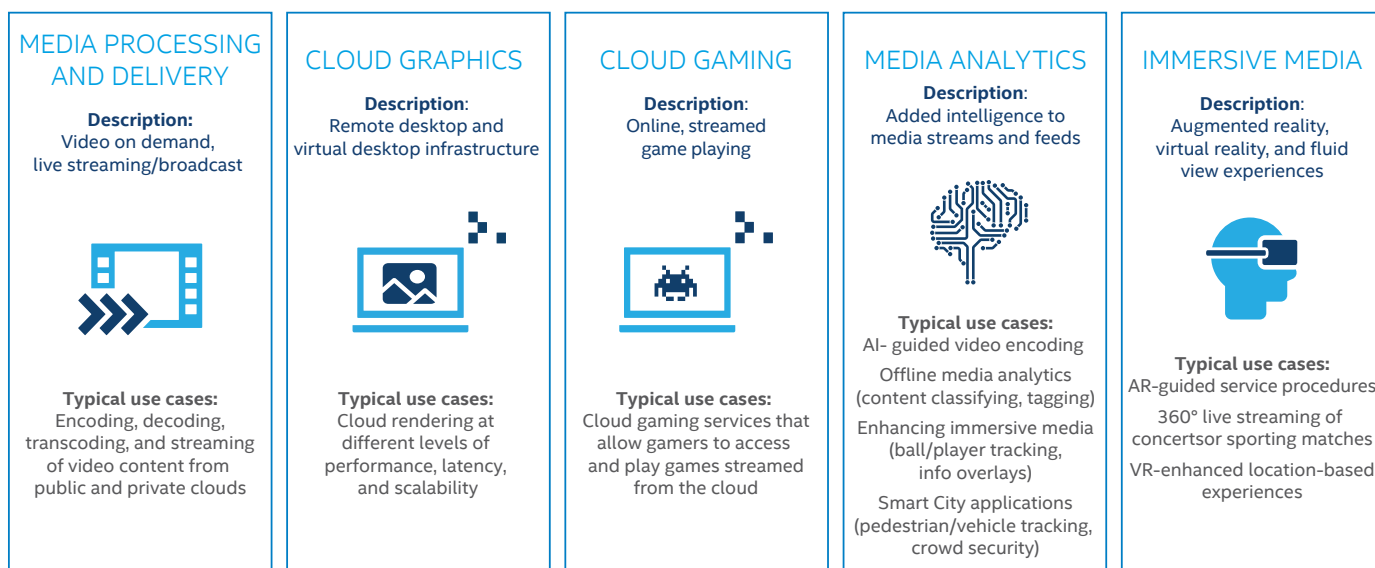 MEDIA PROCESSING
AND DELIVERY
Description:
Video on demand,
live streaming/broadcast
Typical use cases:
Encoding, decoding,
transcoding, and streaming
of video content from
public and private clouds
CLOUD GRAPHICS
Description:
Remote desktop and
virtual desktop infrastructure
Typical use cases:
Cloud rendering at
different levels of
performance, latency,
and scalability
CLOUD GAMING
Description:
Online, streamed
game playing
Typical use cases:
Cloud gaming services that
allow gamers to access
and play games streamed
from the cloud
MEDIA ANALYTICS
Description:
Added intelligence to
media streams and feeds
Typical use cases:
AI- guided video encoding
Offline media analytics
(content classifying, tagging)
Enhancing immersive media
(ball/player tracking,
info overlays)
Smart City applications
(pedestrian/vehicle tracking,
crowd security)
IMMERSIVE MEDIA
Description:
Augmented reality,
virtual reality, and fluid
view experiences
Typical use cases:
AR-guided service procedures
360° live streaming of
concertsor sporting matches
VR-enhanced location-based
experiences